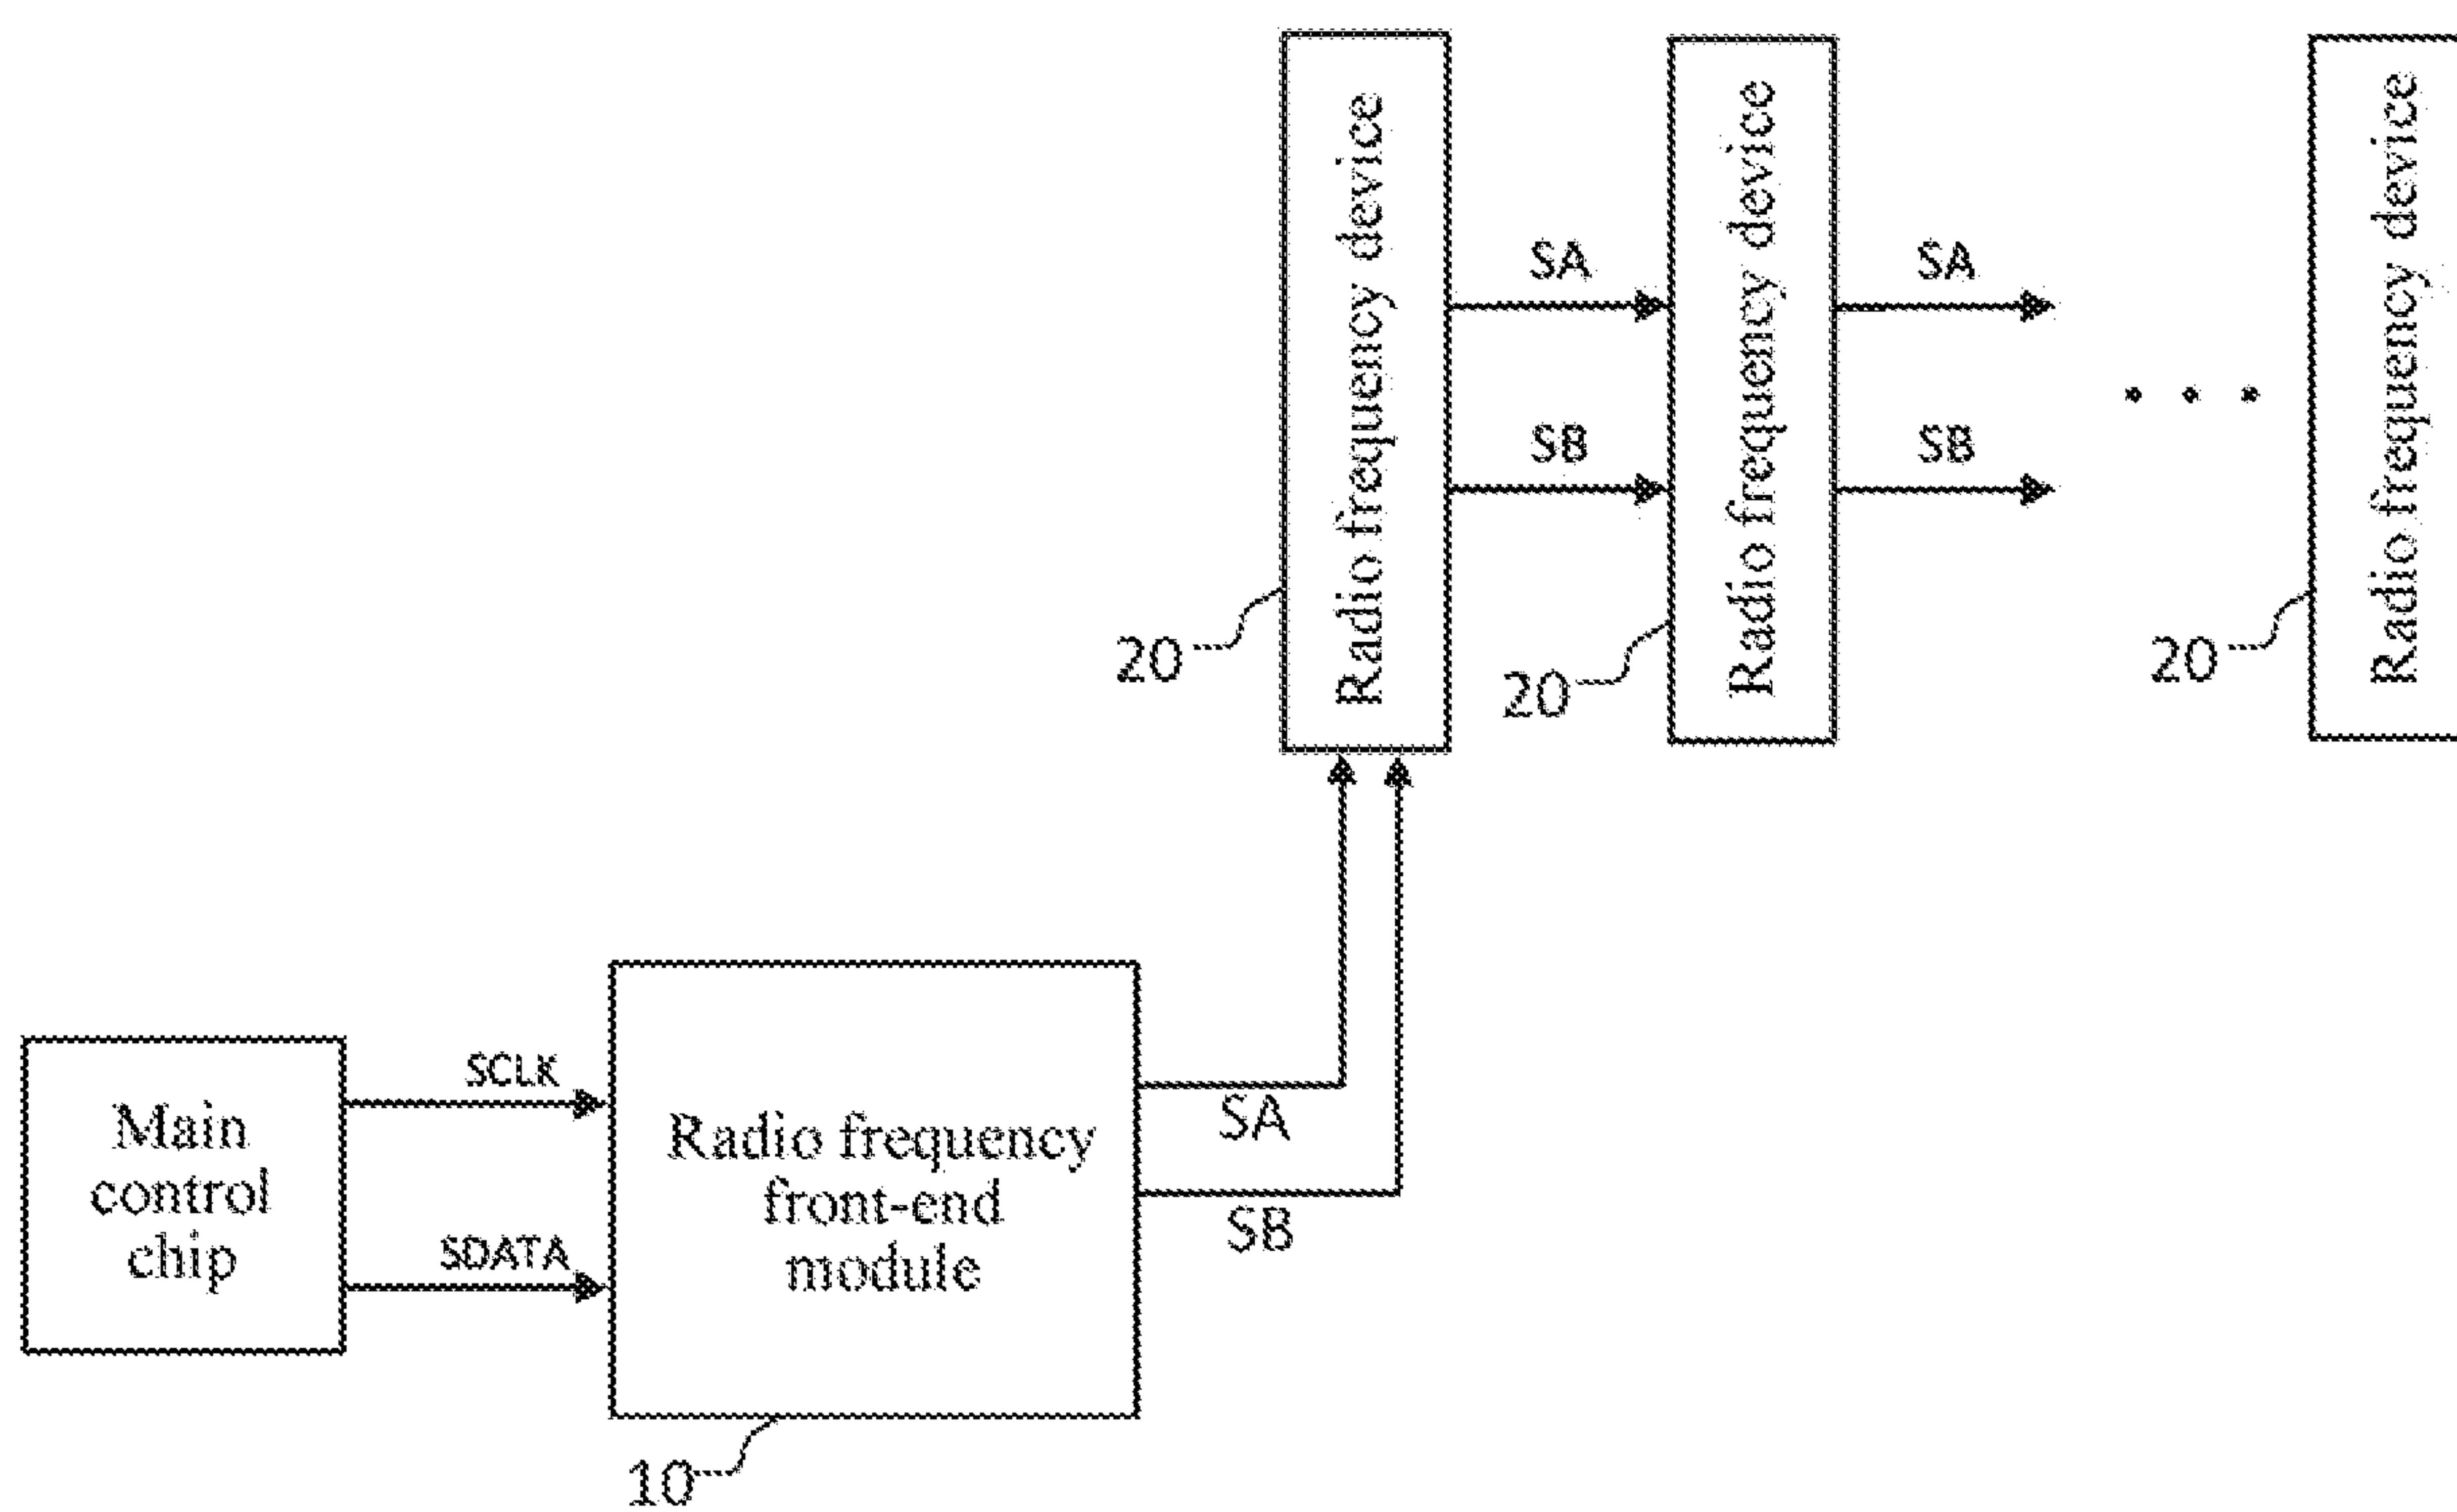 Radio frequency device
Radio frequency device
Radio frequency device
SA
SA
SB
SB
20
20
20
Main
control
chip
SCLK
SDATA
Radio frequency
front-end
module
SA
SB
10